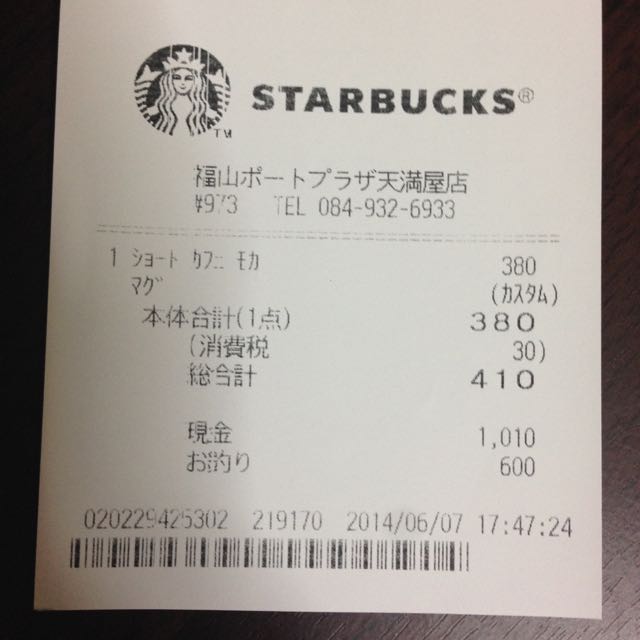 STARBUCKS®
TM
福山ポートプラザ天満屋店
¥973 TEL 084-932-6933
1 ｼｮｰﾄ ｶﾌｪ ﾓｶ 380
ﾏｸﾞ (ｶｽﾀﾑ)
本体合計(1点) 380
(消費税 30)
総合計 410
現金 1,010
お釣り 600
020229426302 219170 2014/06/07 17:47:24